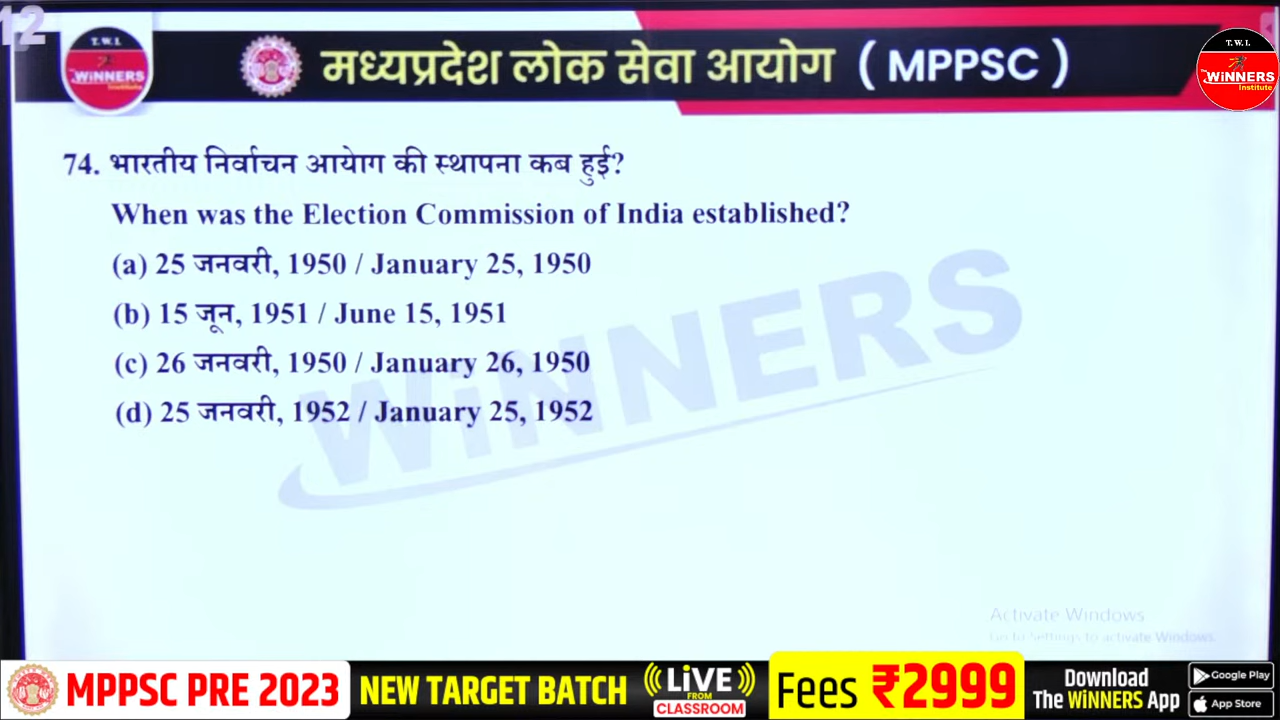 12
T.W.I.
The WiNNERS
Institute
मध्यप्रदेश लोक सेवा आयोग ( MPPSC )
T.W.I.
The WiNNERS
Institute
74. भारतीय निर्वाचन आयेाग की स्थापना कब हुई?
When was the Election Commission of India established?
(a) 25 जनवरी, 1950 / January 25, 1950
(b) 15 जून, 1951 / June 15, 1951
(c) 26 जनवरी, 1950 / January 26, 1950
(d) 25 जनवरी, 1952 / January 25, 1952
WiNNERS
Activate Windows
Go to Settings to activate Windows.
MPPSC PRE 2023
NEW TARGET BATCH
LiVE
FROM
CLASSROOM
Fees ₹2999
Download
The WiNNERS App
Google Play
App Store